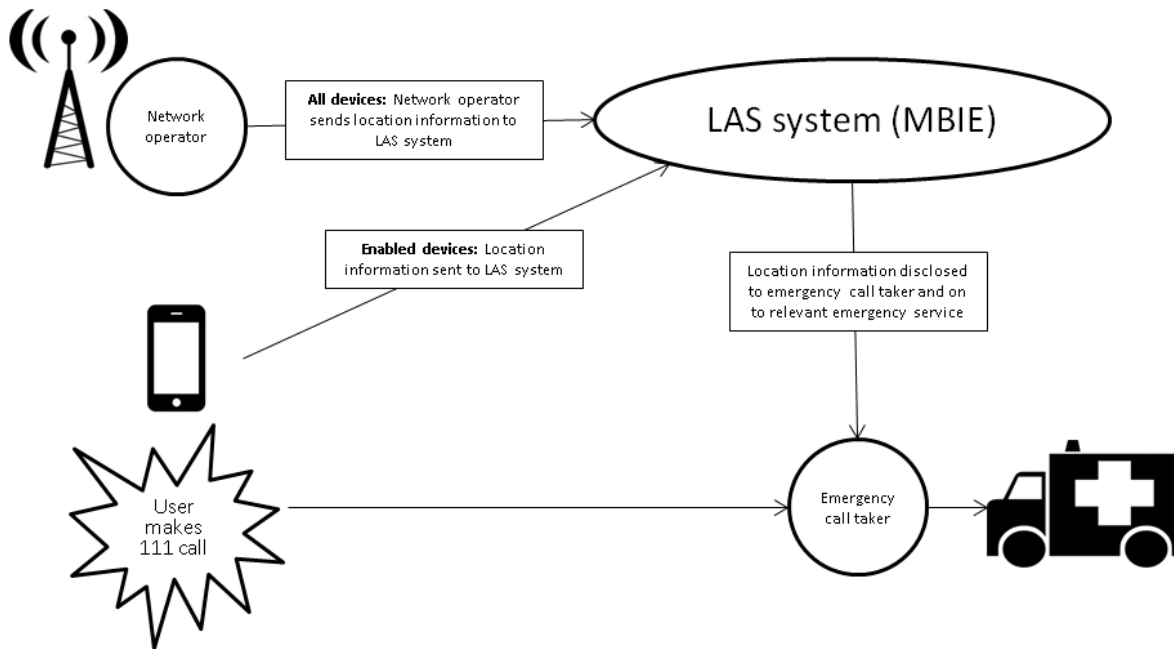 Network
operator
All devices: Network operator
sends location information to
LAS system
LAS system (MBIE)
Enabled devices: Location
information sent to LAS system
Location information disclosed
to emergency call taker and on
to relevant emergency service
User
makes
111 call
Emergency
call taker